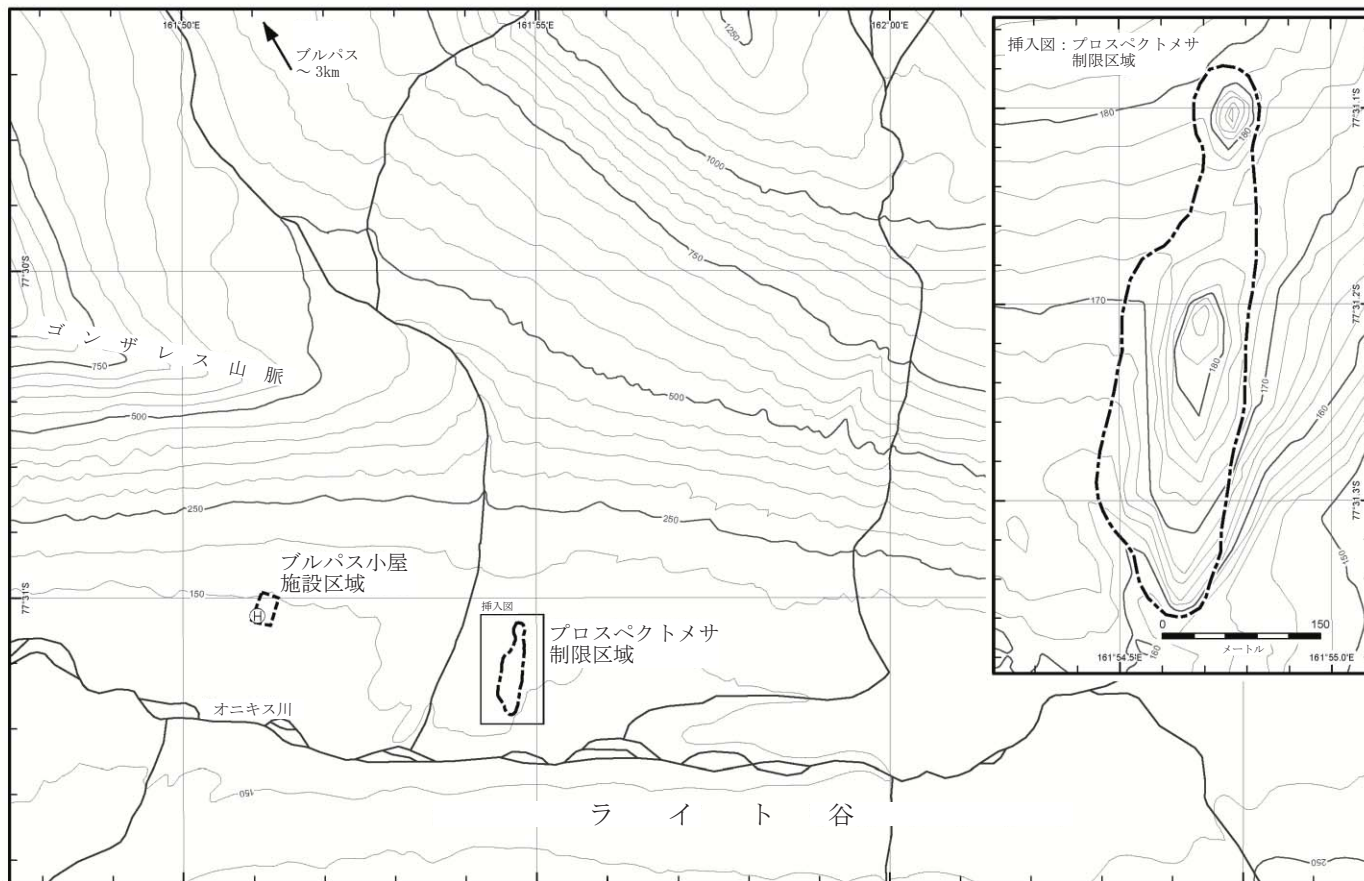 161°50'E
161°55'E
162°00'E
ブルパス
～3km
1250
1000
750
77°30'S
ゴンザレス山脈
750
500
500
250
250
ブルパス小屋
施設区域
150
77°31'S
H
挿入図
プロスペクトメサ
制限区域
オニキス川
150
ライト谷
250
挿入図：プロスペクトメサ
制限区域
180
180
77°31.1'S
170
77°31.2'S
180
170
160
77°31.3'S
150
0
150
メートル
160
161°54.5'E
161°55.0'E